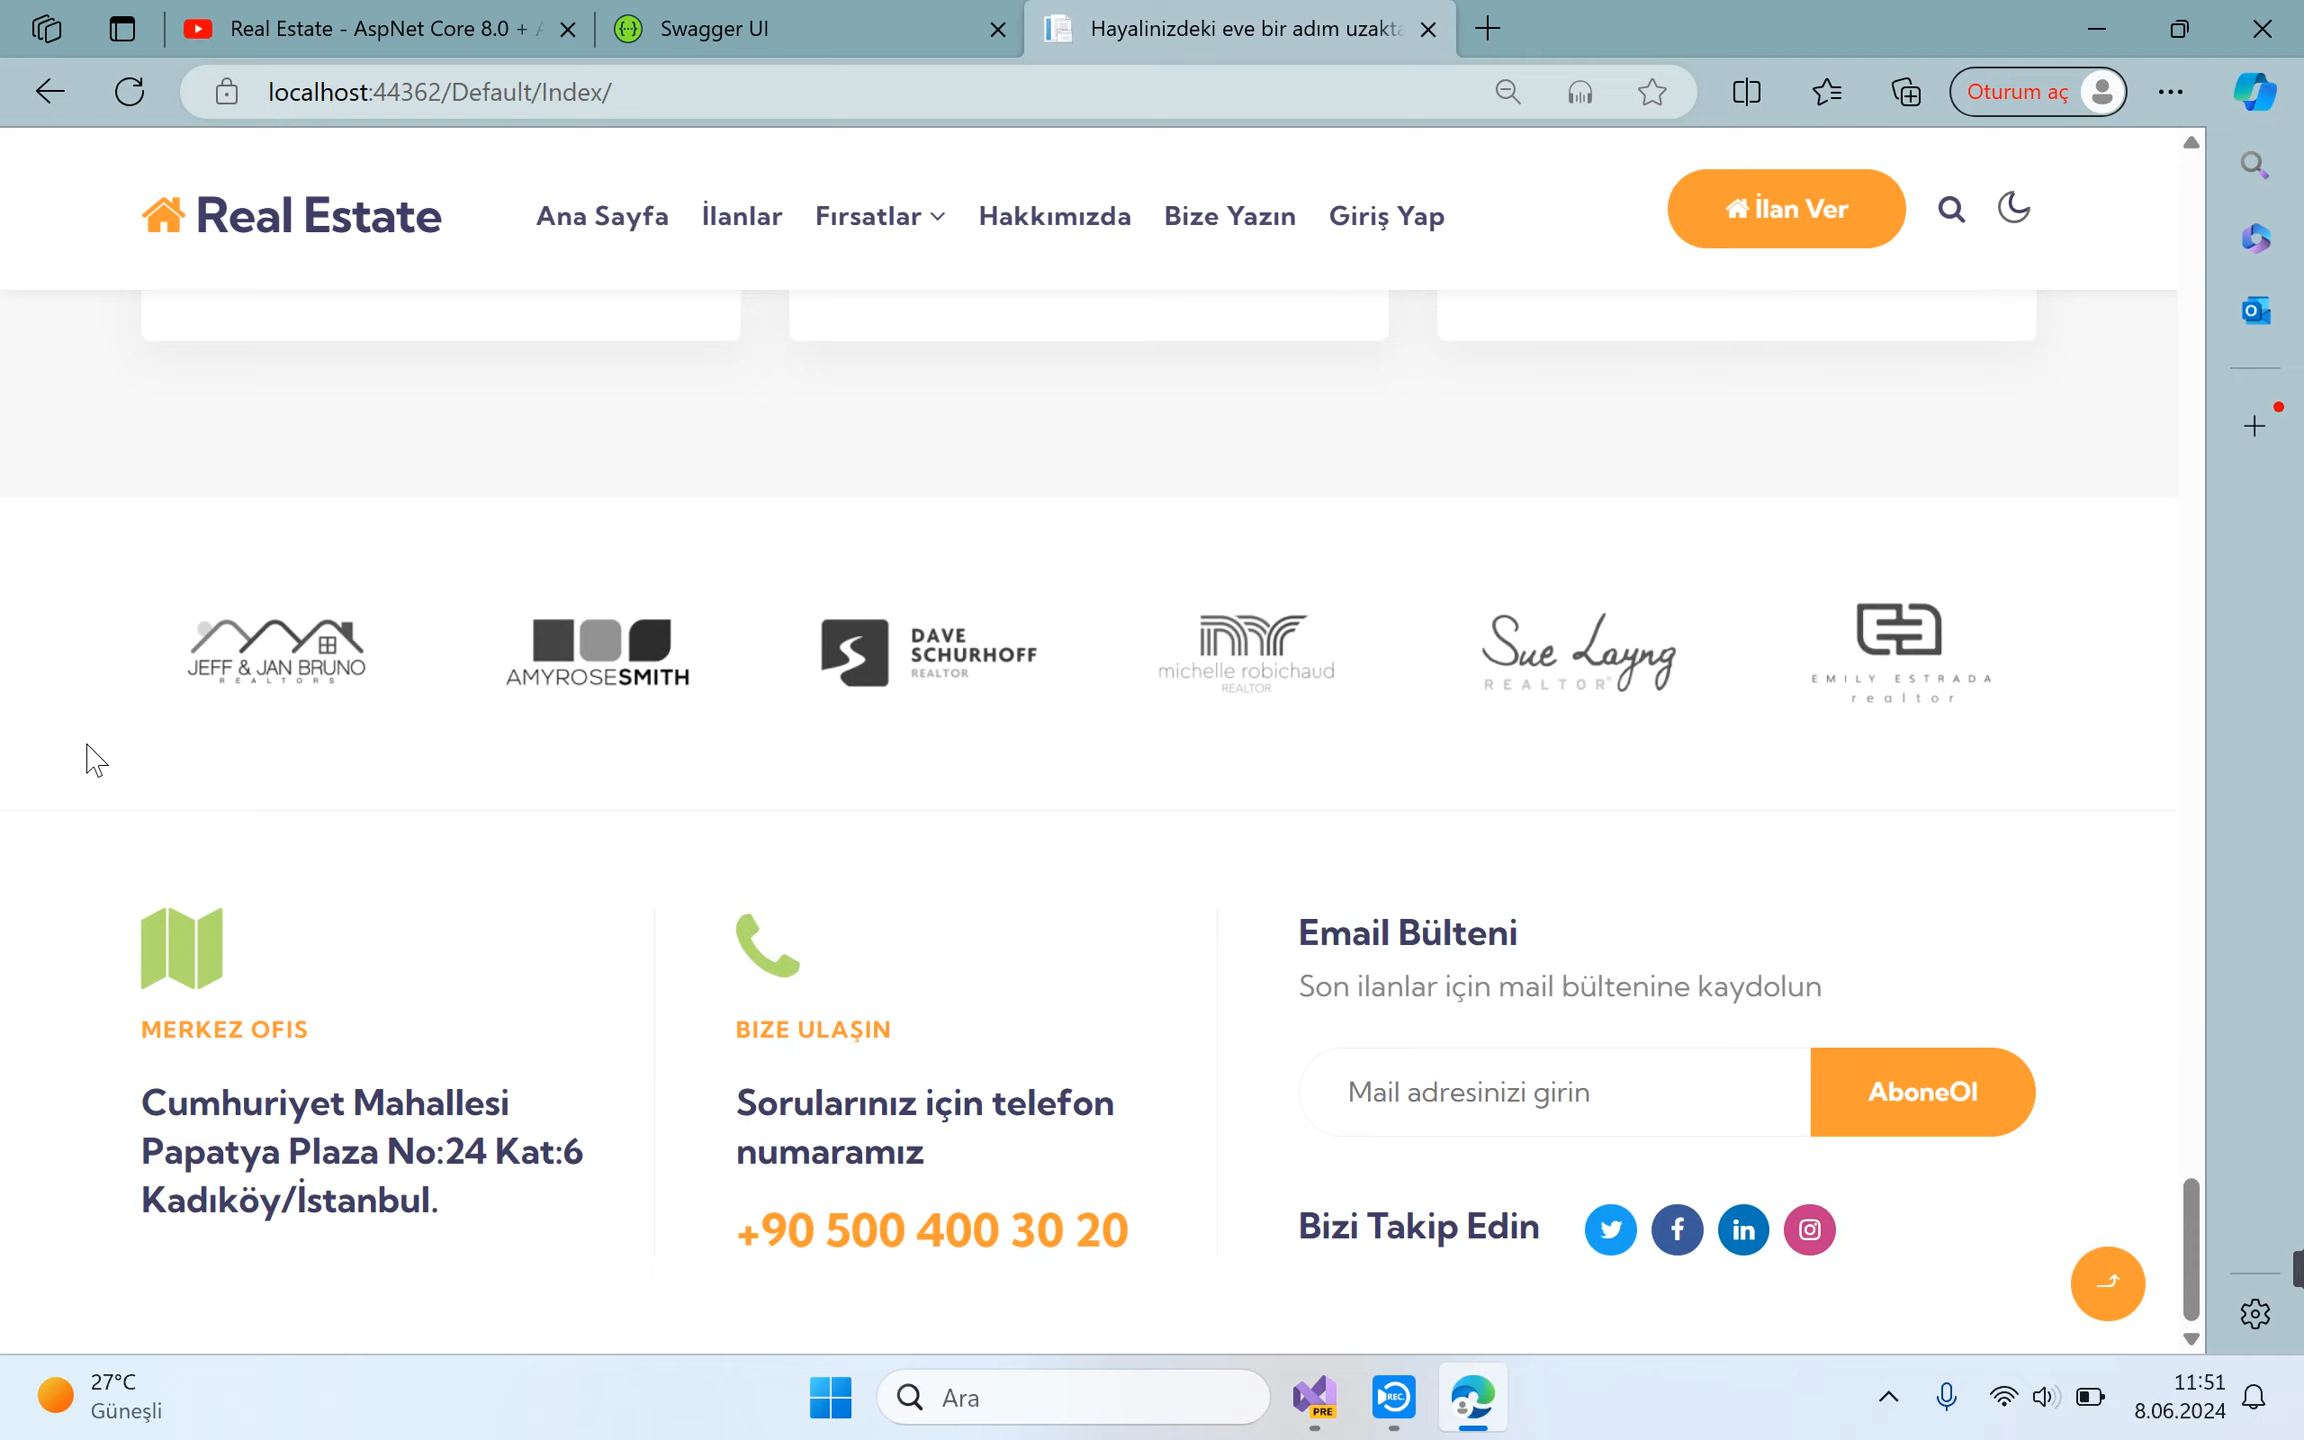 Real Estate - AspNet Core 8.0 +
Swagger UI
Hayalinizdeki eve bir adım uzakta
localhost:44362/Default/Index/
Oturum aç
Real Estate
Ana Sayfa
İlanlar
Fırsatlar
Hakkımızda
Bize Yazın
Giriş Yap
İlan Ver
JEFF & JAN BRUNO
REALTORS
AMYROSESMITH
DAVE
SCHURHOFF
REALTOR
michelle robichaud
REALTOR
Sue Layng
REALTOR
EMILY ESTRADA
realtor
MERKEZ OFIS
Cumhuriyet Mahallesi
Papatya Plaza No:24 Kat:6
Kadıköy/İstanbul.
BIZE ULAŞIN
Sorularınız için telefon
numaramız
+90 500 400 30 20
Email Bülteni
Son ilanlar için mail bültenine kaydolun
Mail adresinizi girin
AboneOl
Bizi Takip Edin
27°C
Güneşli
Ara
PRE
REC
11:51
8.06.2024